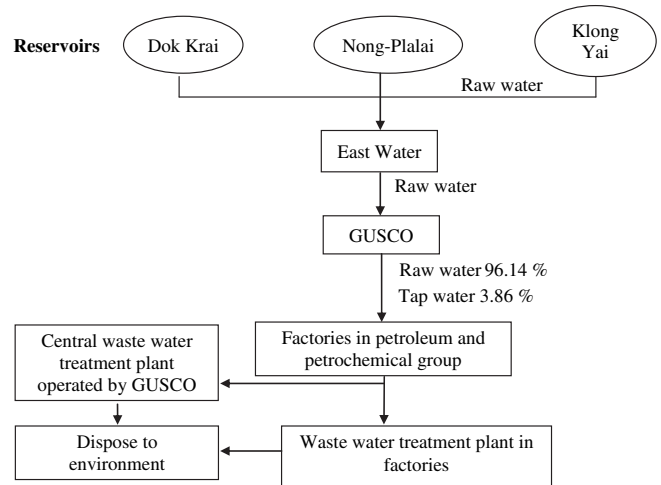 Reservoirs
Dok Krai
Nong-Plalai
Klong
Yai
Raw water
East Water
Raw water
GUSCO
Raw water 96.14 %
Tap water 3.86 %
Central waste water
treatment plant
operated by GUSCO
Factories in petroleum and
petrochemical group
Dispose to
environment
Waste water treatment plant in
factories